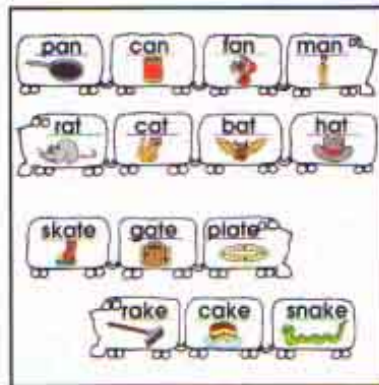 pan can fan man
rat cat bat hat
skate gate plate
rake cake snake